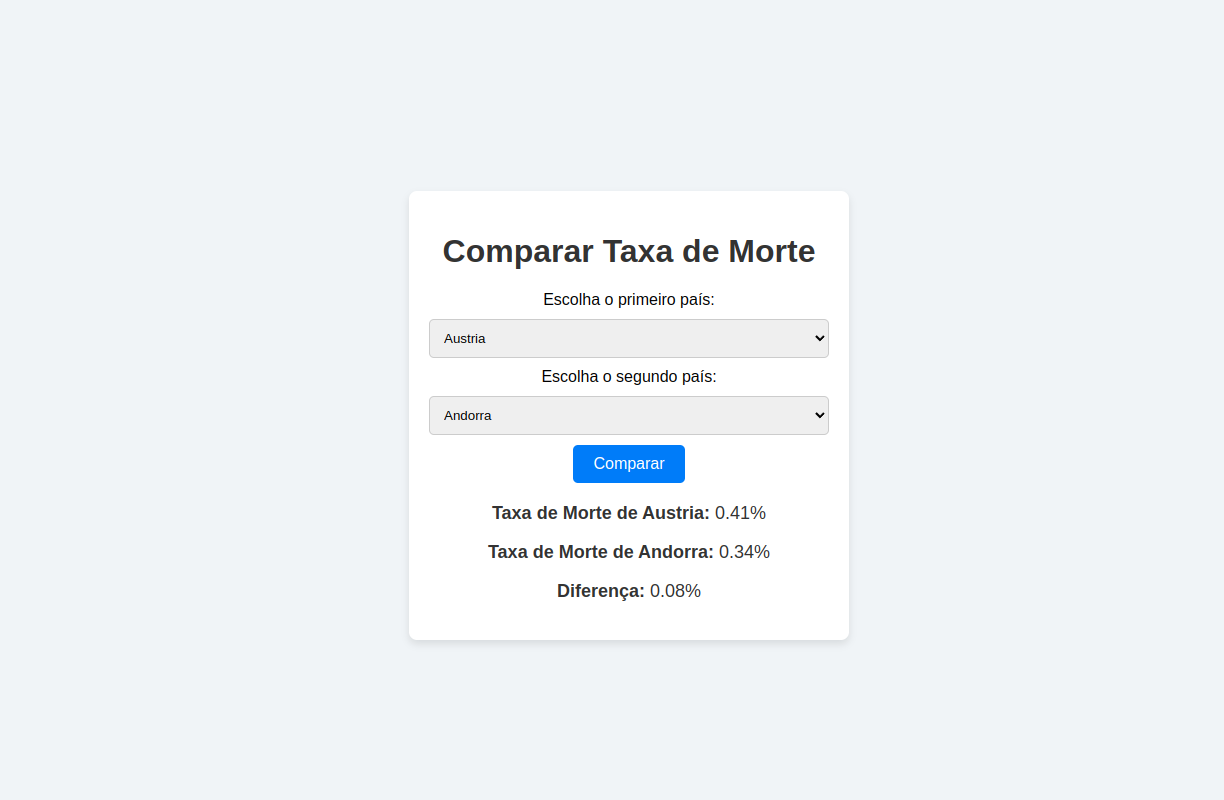 Comparar Taxa de Morte
Escolha o primeiro país:
Austria
Escolha o segundo país:
Andorra
Comparar
Taxa de Morte de Austria: 0.41%
Taxa de Morte de Andorra: 0.34%
Diferença: 0.08%